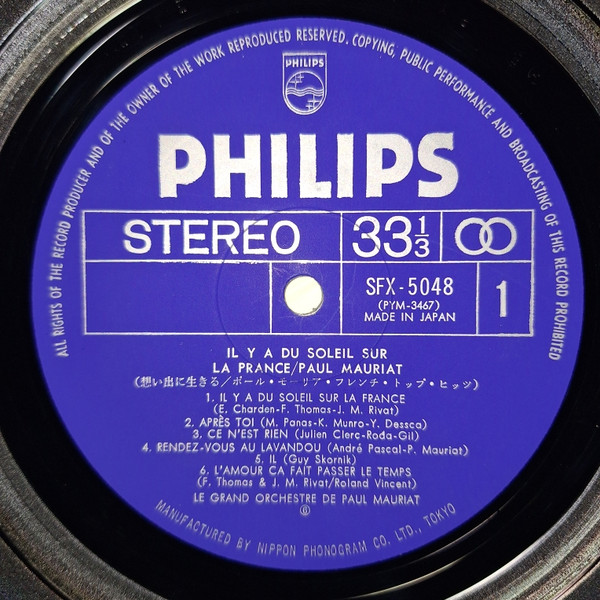 ALL RIGHTS OF THE RECORD PRODUCER AND OF THE OWNER OF THE WORK REPRODUCED RESERVED. COPYING, PUBLIC PERFORMANCE AND BROADCASTING OF THIS RECORD PROHIBITED
PHILIPS
PHILIPS
STEREO 33 1/3
SFX-5048 1
(PYM-3467)
MADE IN JAPAN
IL Y A DU SOLEIL SUR
LA PRANCE/PAUL MAURIAT
(想い出に生きる/ポール・モーリア・フレンチ・トップ・ヒッツ)
1. IL Y A DU SOLEIL SUR LA FRANCE
(E. Charden-F. Thomas-J. M. Rivat)
2. APRÈS TOI (M. Panas-K. Munro-Y. Dessca)
3. CE N'EST RIEN (Julien Clerc-Roda-Gil)
4. RENDEZ-VOUS AU LAVANDOU (André Pascal-P. Mauriat)
5. IL (Guy Skornik)
6. L'AMOUR CA FAIT PASSER LE TEMPS
(F. Thomas & J. M. Rivat/Roland Vincent)
LE GRAND ORCHESTRE DE PAUL MAURIAT
MANUFACTURED BY NIPPON PHONOGRAM CO. LTD., TOKYO